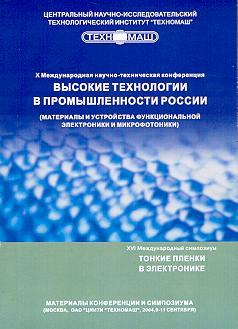 ЦЕНТРАЛЬНЫЙ НАУЧНО-ИССЛЕДОВАТЕЛЬСКИЙ
ТЕХНОЛОГИЧЕСКИЙ ИНСТИТУТ "ТЕХНОМАШ"
ТЕХНОМАШ
X Международная научно-техническая конференция
ВЫСОКИЕ ТЕХНОЛОГИИ
В ПРОМЫШЛЕННОСТИ РОССИИ
(МАТЕРИАЛЫ И УСТРОЙСТВА ФУНКЦИОНАЛЬНОЙ
ЭЛЕКТРОНИКИ И МИКРОФОТОНИКИ)
XVI Международный симпозиум
ТОНКИЕ ПЛЕНКИ
В ЭЛЕКТРОНИКЕ
МАТЕРИАЛЫ КОНФЕРЕНЦИИ И СИМПОЗИУМА
(МОСКВА, ОАО "ЦНИТИ "ТЕХНОМАШ", 2004,9-11 СЕНТЯБРЯ)